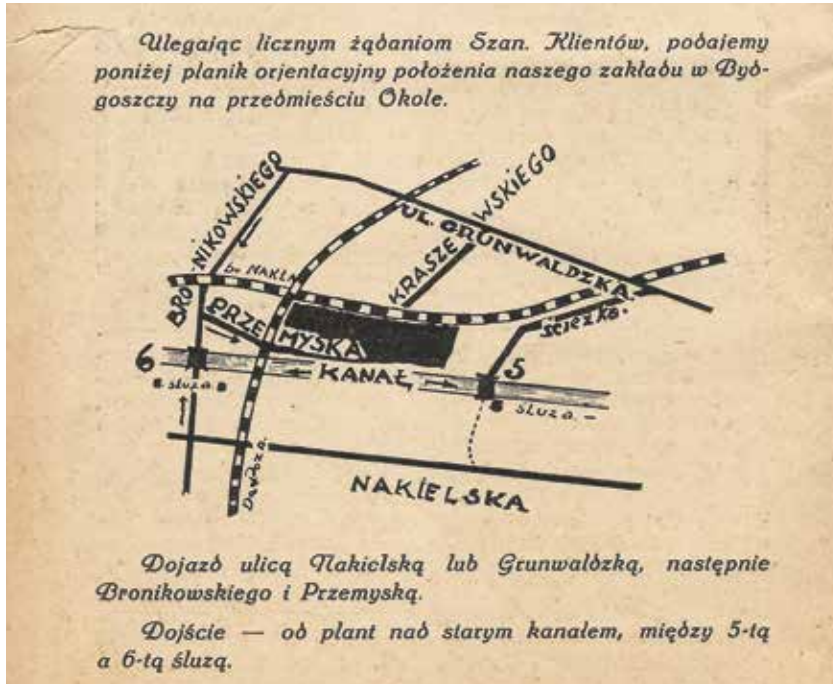 Ulegając licznym żądaniom Szan. Klientów, podajemy
poniżej planik orjentacyjny położenia naszego zakładu w Byd-
goszczy na przedmieściu Okole.
BRONIKOWSKIEGO
UL. GRUNWALDZKA
KRASZEWSKIEGO
Do NAKŁA
PRZEMYSKA
ścieżka.
6
śluza
KANAŁ
5
śluza
NAKIELSKA
Dojazd ulicą Nakielską lub Grunwaldzką, następnie
Bronikowskiego i Przemyską.
Dojście — od plant nad starym kanałem, między 5-tą
a 6-tą śluzą.